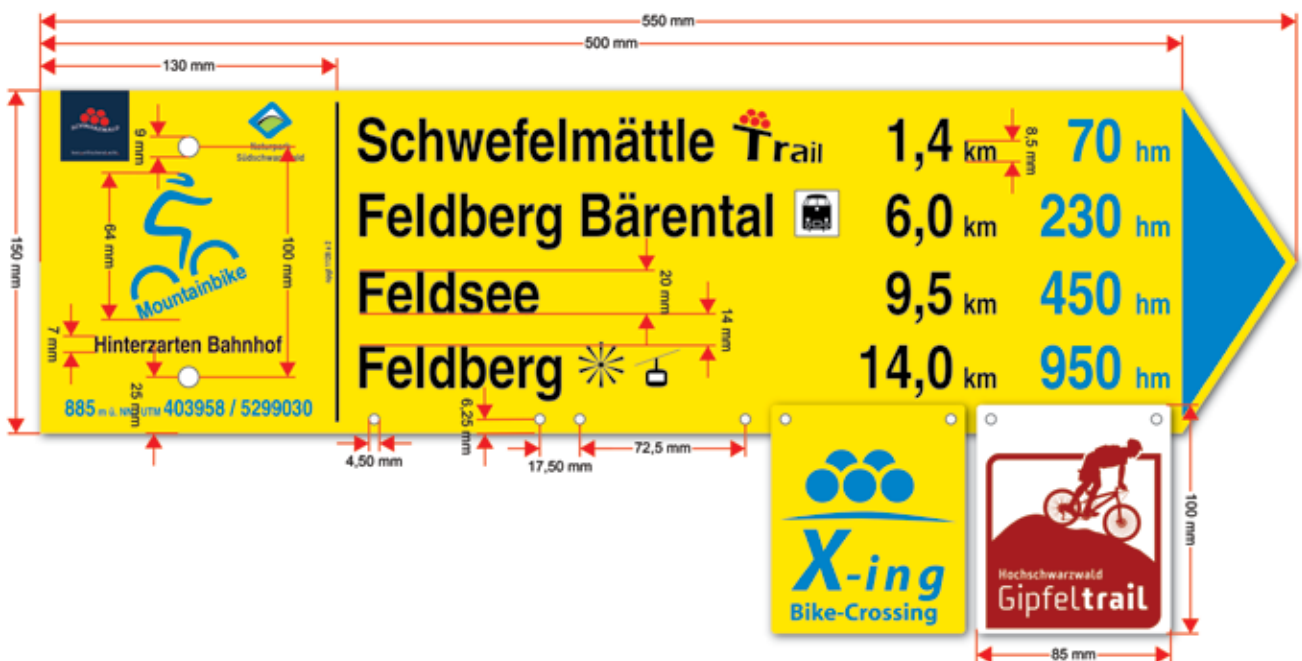 550 mm
500 mm
130 mm
SCHWARZWALD
Naturpark
Südschwarzwald
9 mm
64 mm
100 mm
150 mm
7 mm
25 mm
Mountainbike
Hinterzarten Bahnhof
885 m ü. NN UTM 403958 / 5299030
Schwefelmättle Trail 1,4 km 70 hm
8,5 mm
Feldberg Bärental 6,0 km 230 hm
Feldsee 9,5 km 450 hm
20 mm
14 mm
Feldberg 14,0 km 950 hm
6,25 mm
4,50 mm
17,50 mm
72,5 mm
X-ing
Bike-Crossing
Hochschwarzwald
Gipfeltrail
100 mm
85 mm